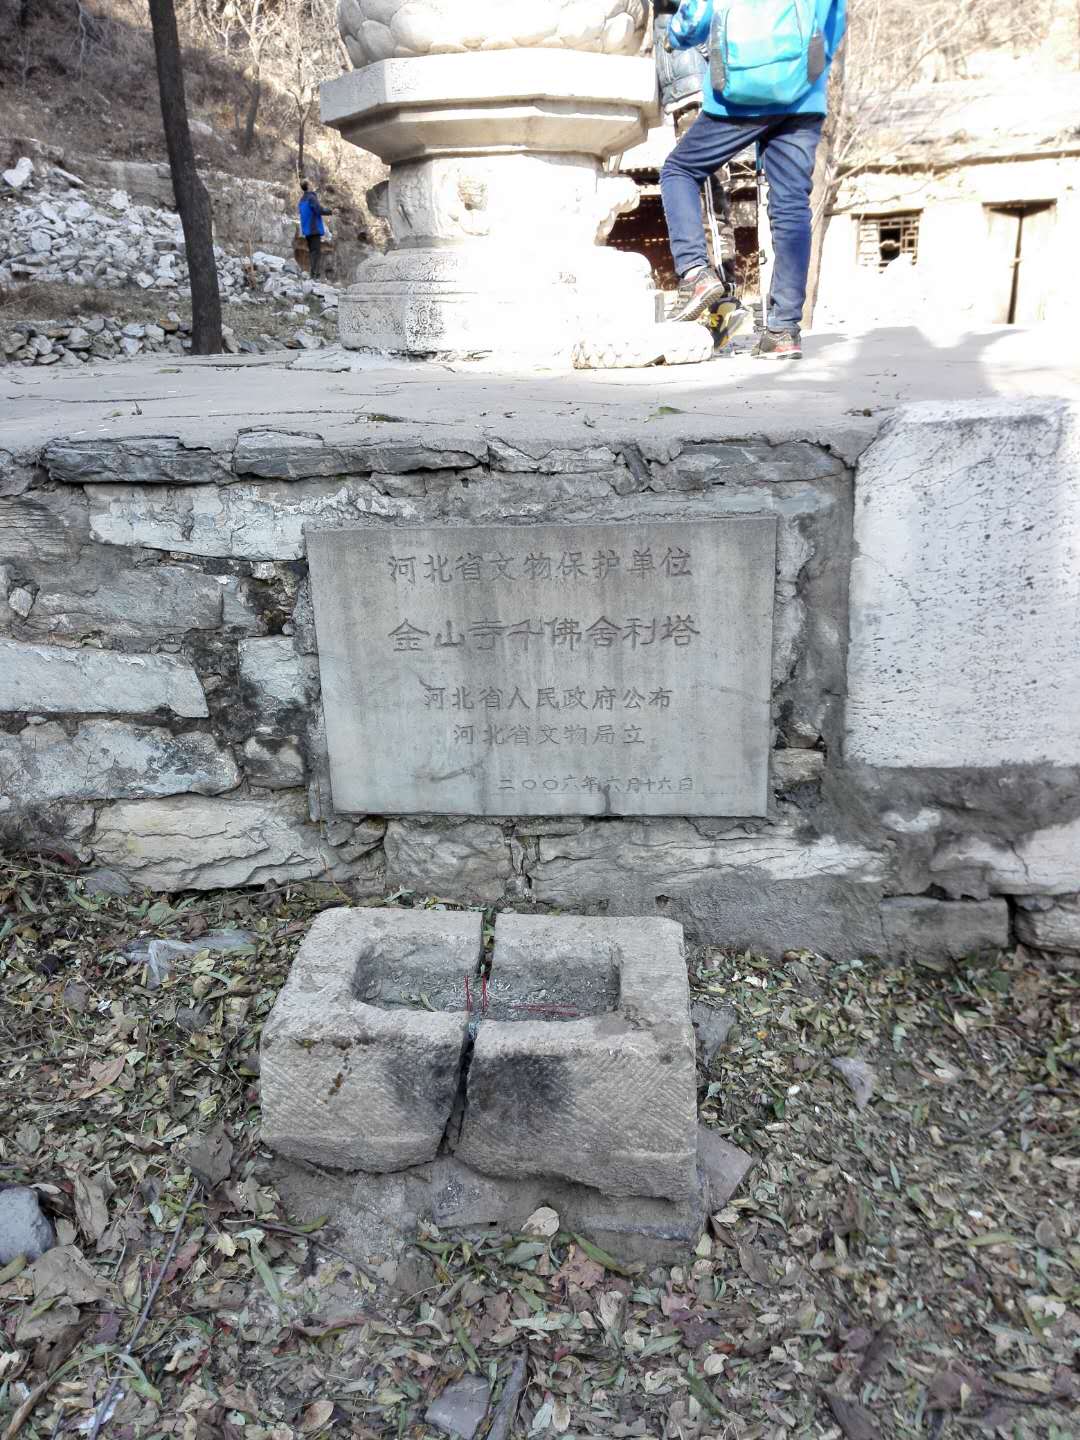 河北省文物保护单位
金山寺千佛舍利塔
河北省人民政府公布
河北省文物局立
二〇〇六年六月十六日